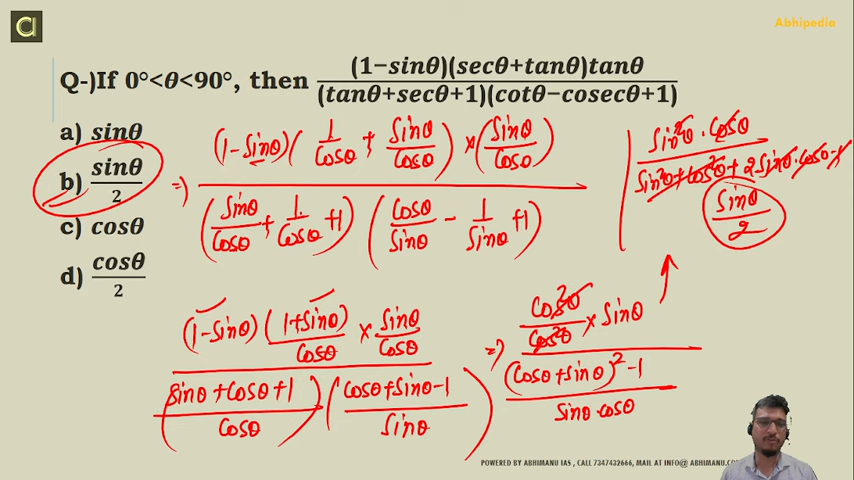 a
Abhipedia
Q-)If 0°<θ<90°, then (1−sinθ)(secθ+tanθ)tanθ / (tanθ+secθ+1)(cotθ−cosecθ+1)
a) sinθ
b) sinθ/2
c) cosθ
d) cosθ/2
⇒) (1-Sinθ)(1/Cosθ + Sinθ/Cosθ) × (Sinθ/Cosθ) / (Sinθ/Cosθ + 1/Cosθ + 1)(Cosθ/Sinθ - 1/Sinθ + 1)
(1-Sinθ)(1+Sinθ)/Cosθ × Sinθ/Cosθ / (Sinθ+Cosθ+1 / Cosθ)(Cosθ+Sinθ-1 / Sinθ)
⇒) Cos²θ/Cos²θ × Sinθ / (Cosθ+Sinθ)²-1 / Sinθ·Cosθ
Sin²θ·Cosθ / Sin²θ+Cos²θ+2Sinθ·Cosθ-1
Sinθ/2
POWERED BY ABHIMANU IAS , CALL 7347432666, MAIL AT INFO@ ABHIMANU.CO